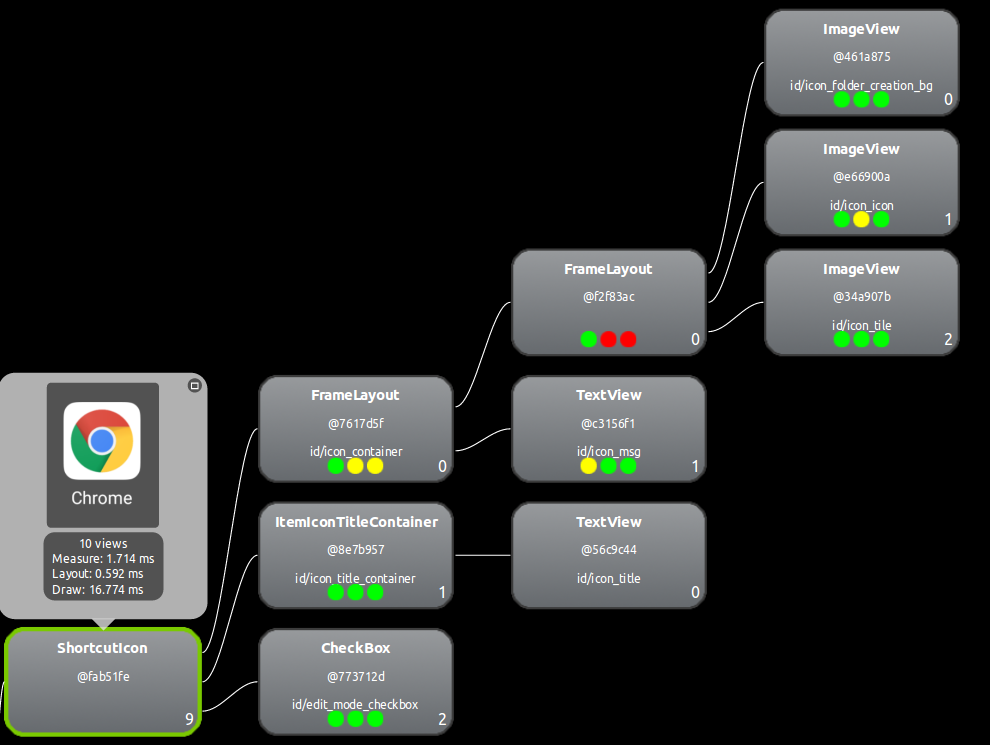 ImageView
@461a875
id/icon_folder_creation_bg
0
ImageView
@e66900a
id/icon_icon
1
FrameLayout
@f2f83ac
0
ImageView
@34a907b
id/icon_tile
2
Chrome
10 views
Measure: 1.714 ms
Layout: 0.592 ms
Draw: 16.774 ms
FrameLayout
@7617d5f
id/icon_container
0
TextView
@c3156f1
id/icon_msg
1
ItemIconTitleContainer
@8e7b957
id/icon_title_container
1
TextView
@56c9c44
id/icon_title
0
ShortcutIcon
@fab51fe
9
CheckBox
@773712d
id/edit_mode_checkbox
2